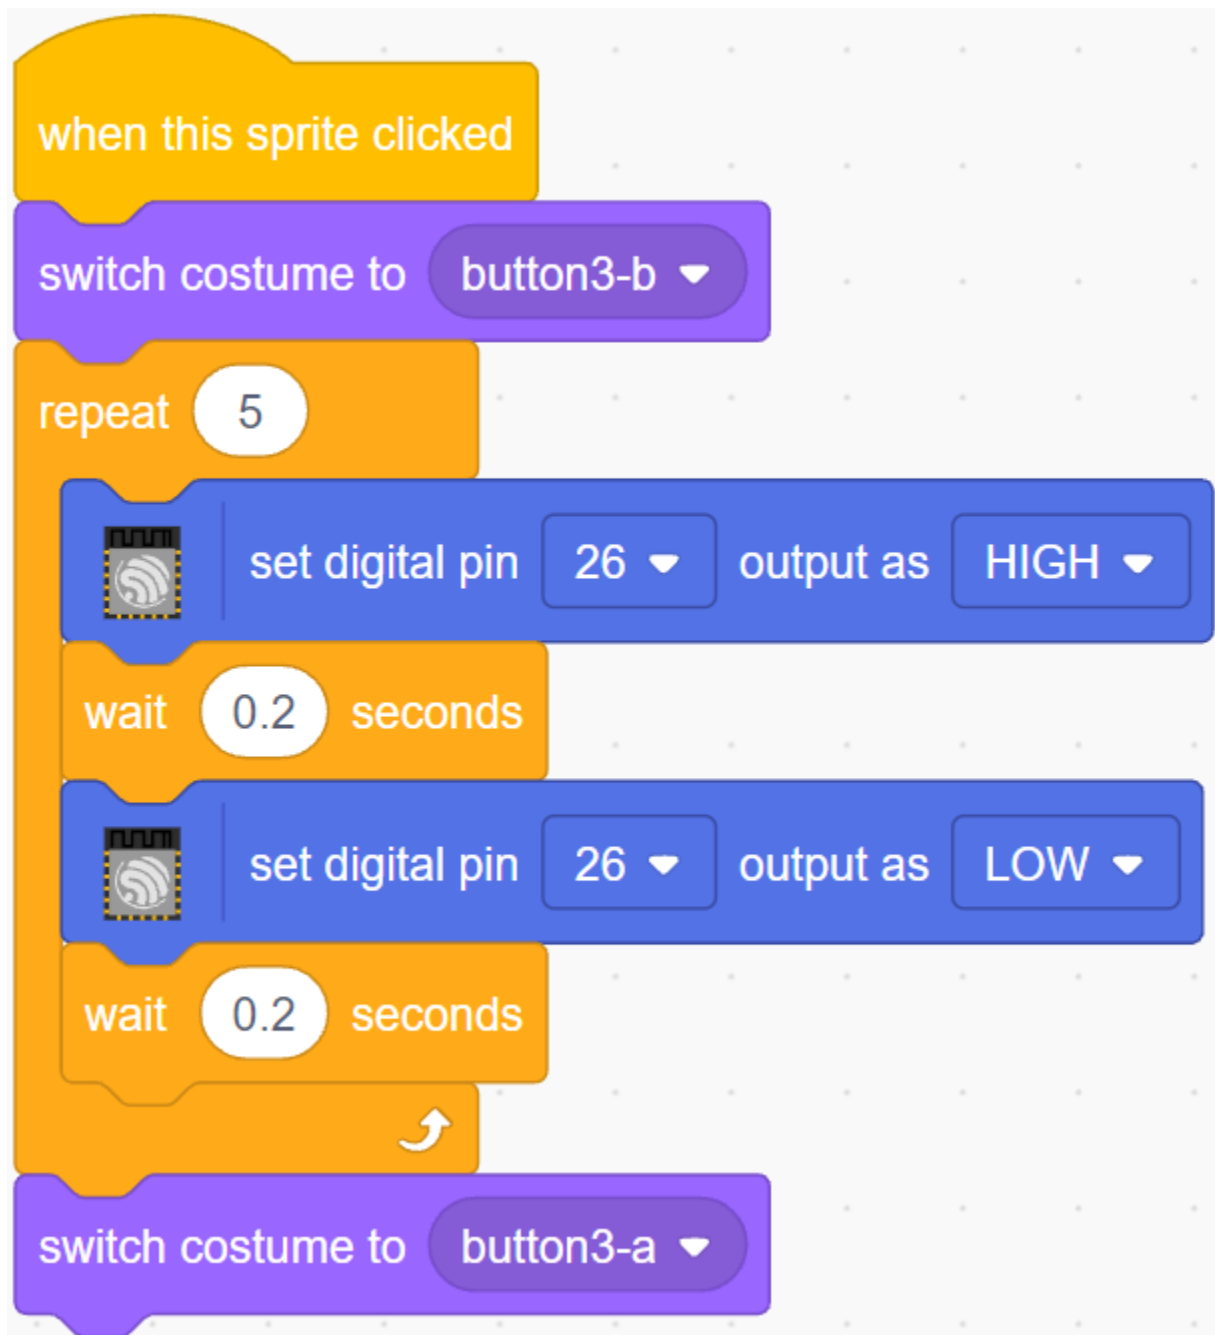 when this sprite clicked
switch costume to button3-b
repeat 5
set digital pin 26 output as HIGH
wait 0.2 seconds
set digital pin 26 output as LOW
wait 0.2 seconds
switch costume to button3-a